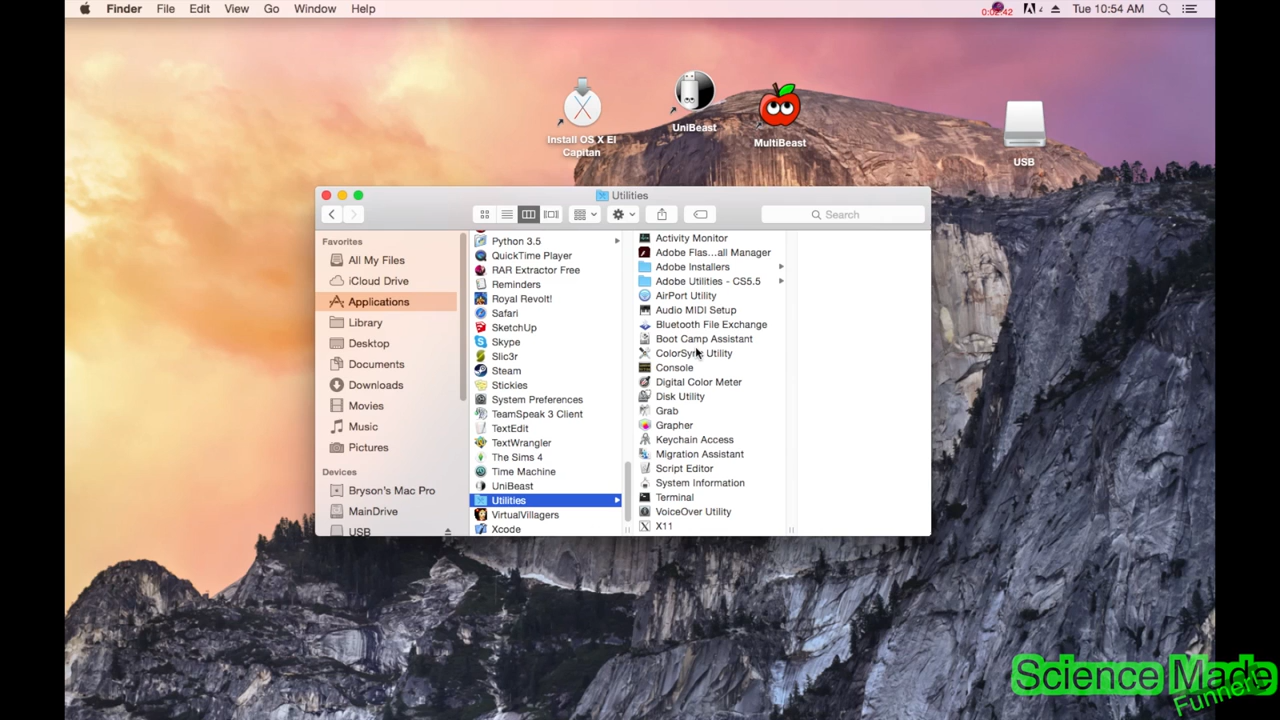 Finder File Edit View Go Window Help
0:02:42 4 Tue 10:54 AM
Install OS X El
Capitan
UniBeast
MultiBeast
USB
Utilities
Search
Favorites
All My Files
iCloud Drive
Applications
Library
Desktop
Documents
Downloads
Movies
Music
Pictures
Devices
Bryson's Mac Pro
MainDrive
USB
Python 3.5
QuickTime Player
RAR Extractor Free
Reminders
Royal Revolt!
Safari
SketchUp
Skype
Slic3r
Steam
Stickies
System Preferences
TeamSpeak 3 Client
TextEdit
TextWrangler
The Sims 4
Time Machine
UniBeast
Utilities
VirtualVillagers
Xcode
Activity Monitor
Adobe Flas...all Manager
Adobe Installers
Adobe Utilities - CS5.5
AirPort Utility
Audio MIDI Setup
Bluetooth File Exchange
Boot Camp Assistant
ColorSync Utility
Console
Digital Color Meter
Disk Utility
Grab
Grapher
Keychain Access
Migration Assistant
Script Editor
System Information
Terminal
VoiceOver Utility
X11
Science Made
Funner!